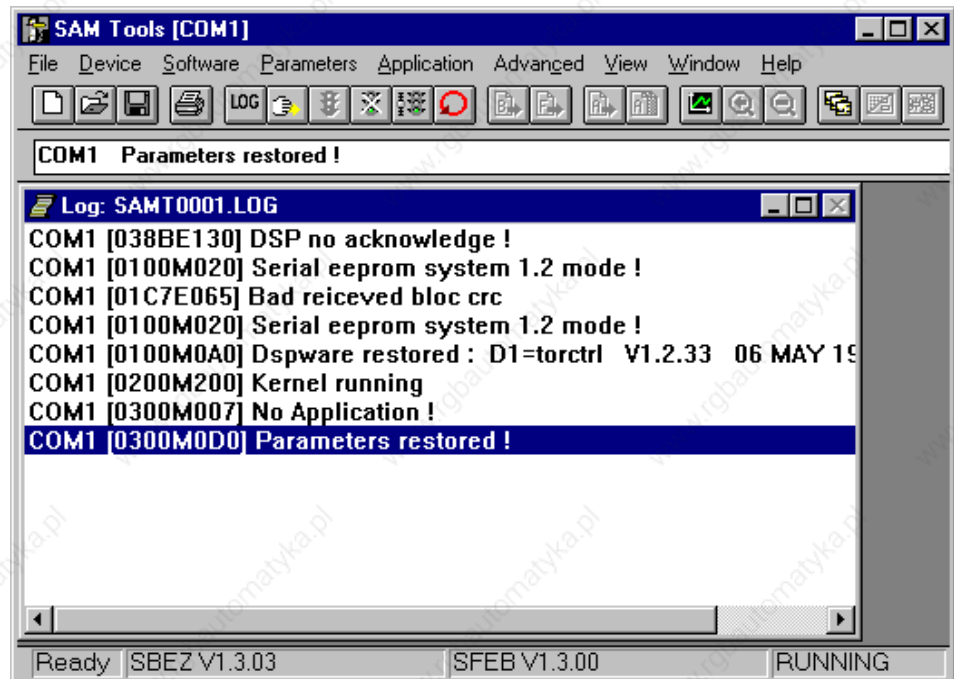 SAM Tools [COM1]
File Device Software Parameters Application Advanced View Window Help
LOG
COM1 Parameters restored !
Log: SAMT0001.LOG
COM1 [038BE130] DSP no acknowledge !
COM1 [0100M020] Serial eeprom system 1.2 mode !
COM1 [01C7E065] Bad reiceved bloc crc
COM1 [0100M020] Serial eeprom system 1.2 mode !
COM1 [0100M0A0] Dspware restored : D1=torctrl V1.2.33 06 MAY 19
COM1 [0200M200] Kernel running
COM1 [0300M007] No Application !
COM1 [0300M0D0] Parameters restored !
Ready SBEZ V1.3.03 SFEB V1.3.00 RUNNING
www.rgbautomatyka.pl